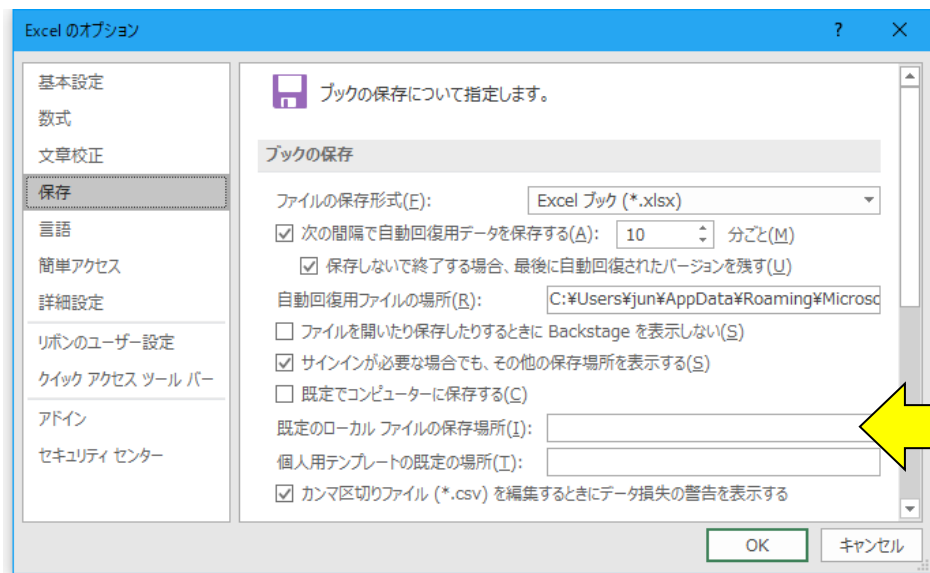 Excel のオプション ? ×
基本設定
数式
文章校正
保存
言語
簡単アクセス
詳細設定
リボンのユーザー設定
クイック アクセス ツール バー
アドイン
セキュリティ センター
ブックの保存について指定します。
ブックの保存
ファイルの保存形式(F): Excel ブック (*.xlsx)
次の間隔で自動回復用データを保存する(A): 10 分ごと(M)
保存しないで終了する場合、最後に自動回復されたバージョンを残す(U)
自動回復用ファイルの場所(R): C:¥Users¥jun¥AppData¥Roaming¥Microsc
ファイルを開いたり保存したりするときに Backstage を表示しない(S)
サインインが必要な場合でも、その他の保存場所を表示する(S)
既定でコンピューターに保存する(C)
既定のローカル ファイルの保存場所(I):
個人用テンプレートの既定の場所(T):
カンマ区切りファイル (*.csv) を編集するときにデータ損失の警告を表示する
OK キャンセル